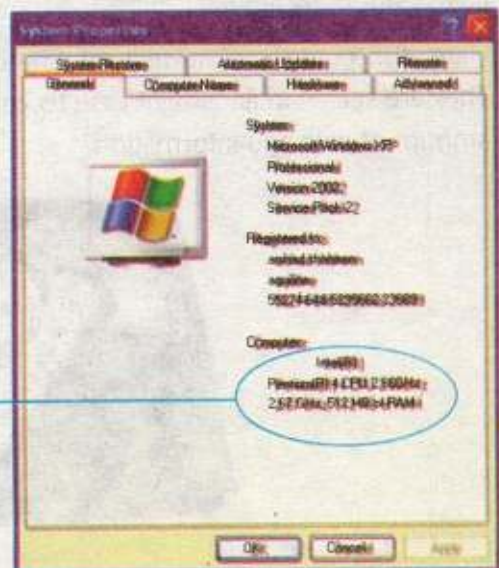 System Properties
System Restore Automatic Updates Remote
General Computer Name Hardware Advanced
System:
Microsoft Windows XP
Professional
Version 2002
Service Pack 2
Registered to:
Computer:
Intel(R)
Pentium(R) 4 CPU 2.66GHz
2.67 GHz, 512 MB of RAM
OK Cancel Apply